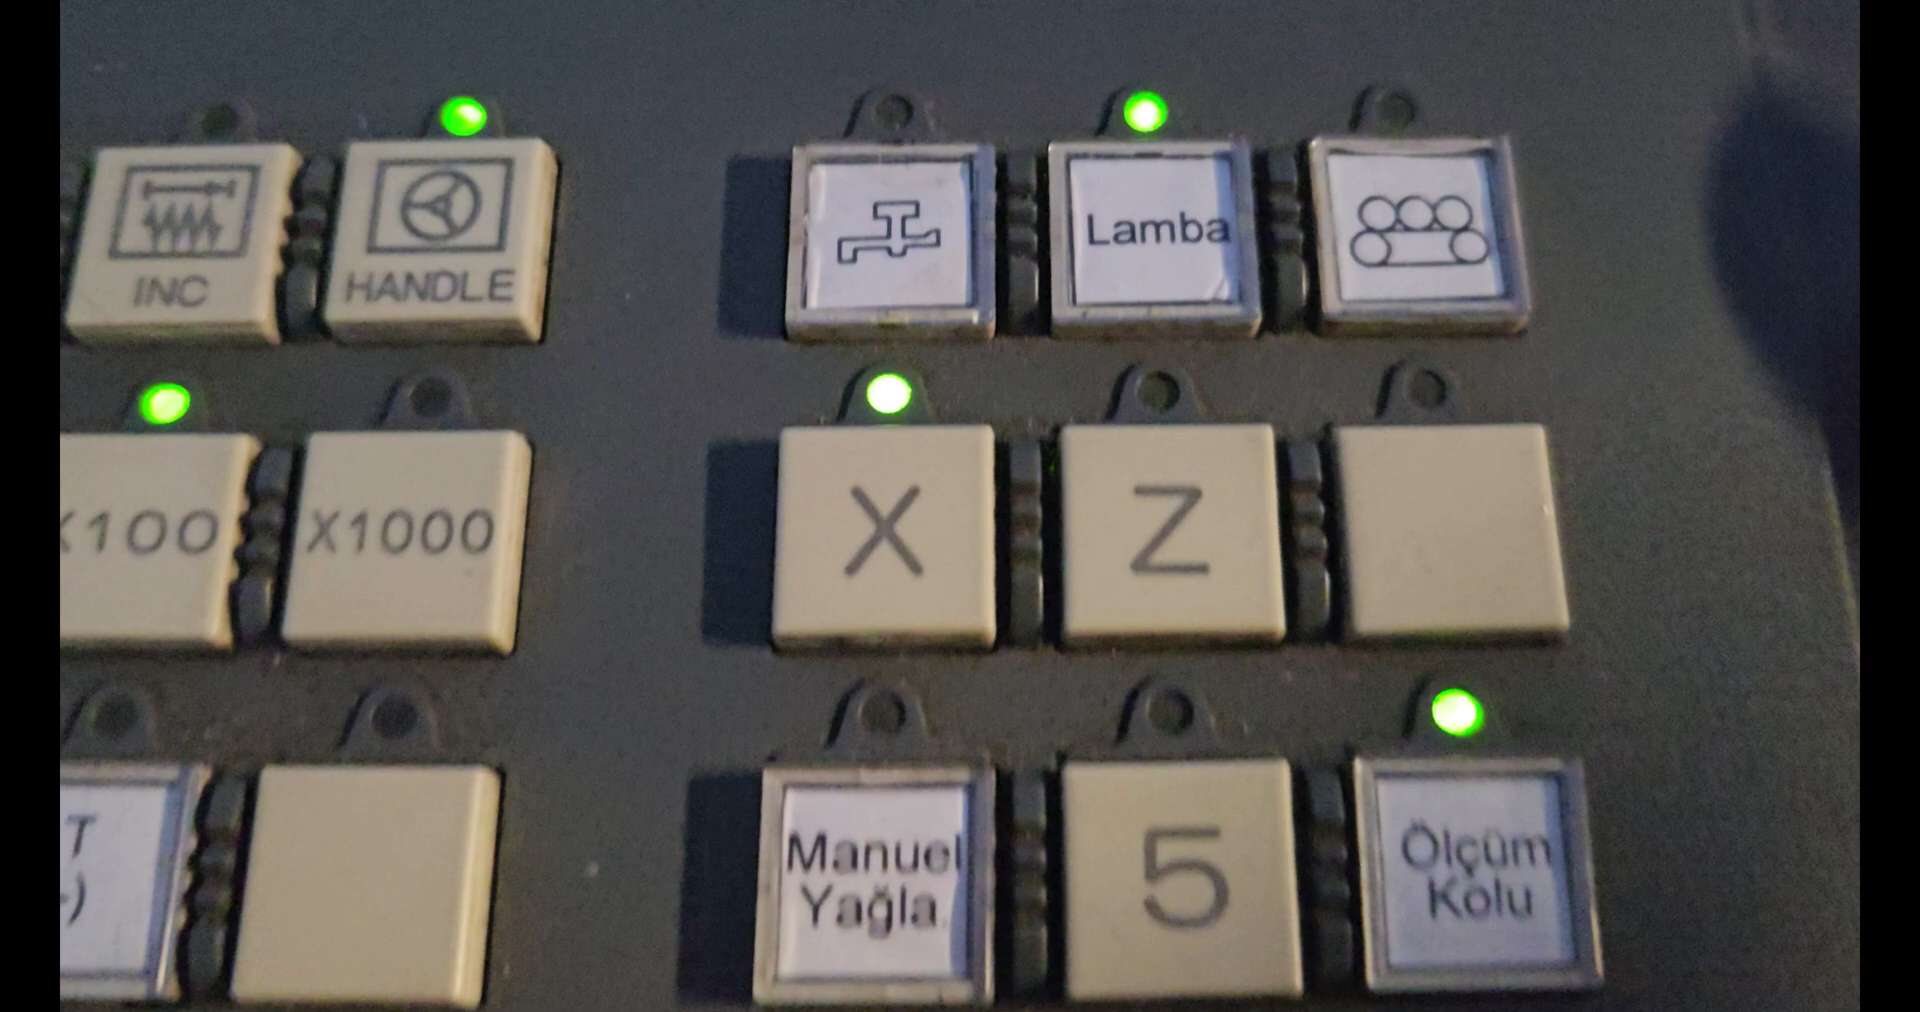 INC
HANDLE
Lamba
X100
X1000
X
Z
T
-)
Manuel
Yağla.
5
Ölçüm
Kolu